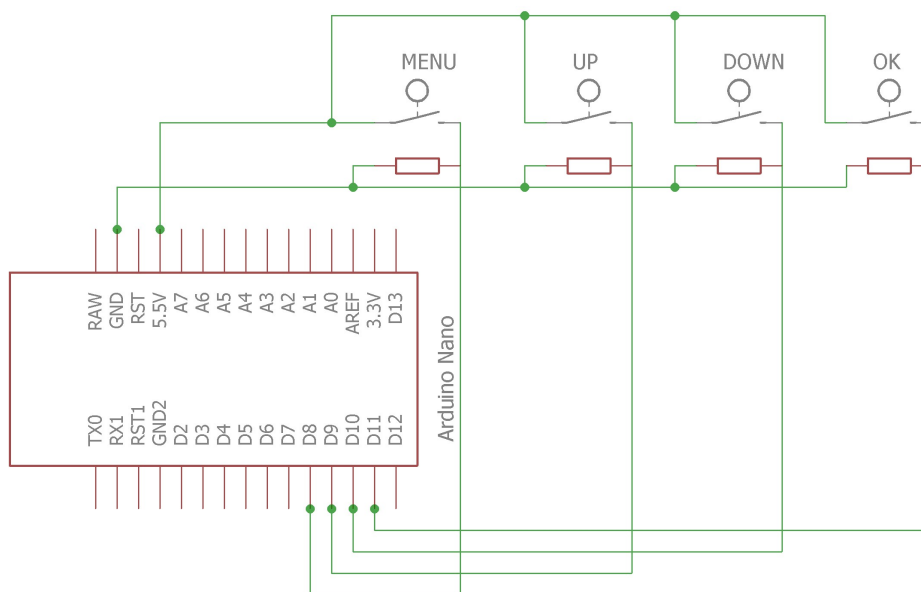 MENU
UP
DOWN
OK
RAW
GND
RST
5.5V
A7
A6
A5
A4
A3
A2
A1
A0
AREF
3.3V
D13
Arduino Nano
TX0
RX1
RST1
GND2
D2
D3
D4
D5
D6
D7
D8
D9
D10
D11
D12